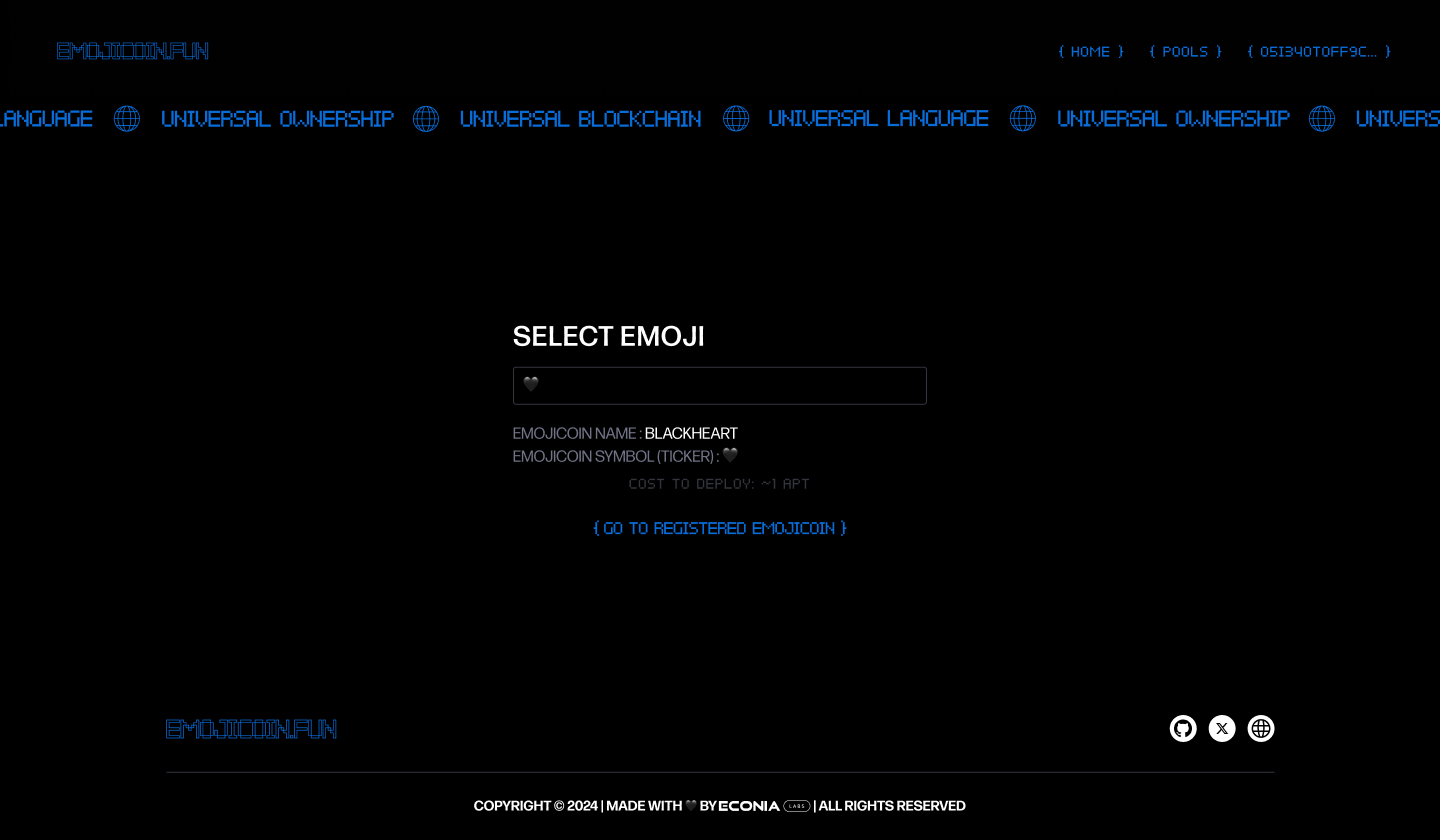 EMOJICOIN.FUN
{ HOME } { POOLS } { 051340TOFF9C... }
LANGUAGE UNIVERSAL OWNERSHIP UNIVERSAL BLOCKCHAIN UNIVERSAL LANGUAGE UNIVERSAL OWNERSHIP UNIVERS
SELECT EMOJI
🖤
EMOJICOIN NAME : BLACKHEART
EMOJICOIN SYMBOL (TICKER) : 🖤
COST TO DEPLOY: ~1 APT
{ GO TO REGISTERED EMOJICOIN }
EMOJICOIN.FUN
COPYRIGHT © 2024 | MADE WITH 🖤 BY ECONIA LABS | ALL RIGHTS RESERVED